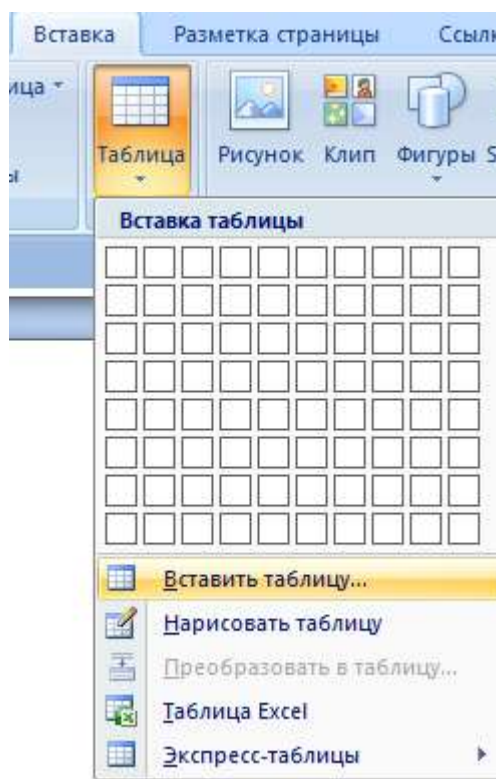 Вставка Разметка страницы Ссыл
ица
Таблица Рисунок Клип Фигуры S
ы
Вставка таблицы
Вставить таблицу...
Нарисовать таблицу
Преобразовать в таблицу...
Таблица Excel
Экспресс-таблицы